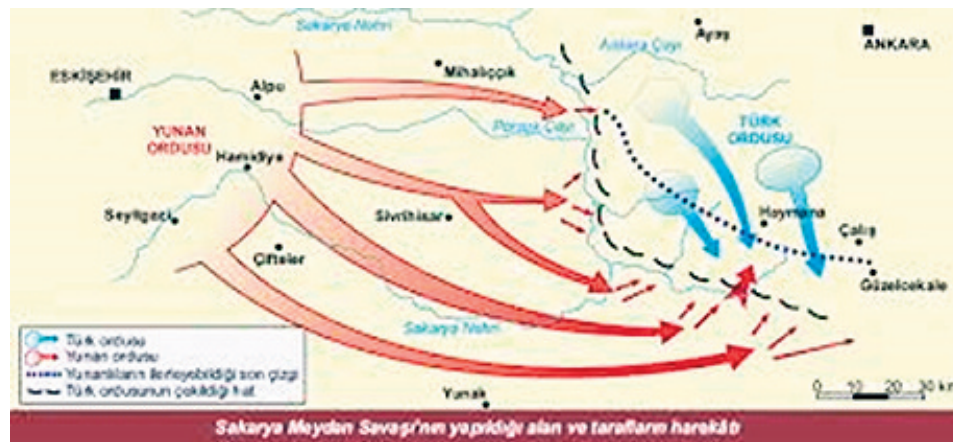 Sakarya Nehri
Ayaş
ANKARA
Ankara Çayı
Mihalıççık
ESKİŞEHİR
Alpu
Porsuk Çayı
TÜRK
ORDUSU
YUNAN
ORDUSU
Hamidiye
Seyitgazi
Sivrihisar
Haymana
Çalış
Çifteler
Güzelcekale
Sakarya Nehri
Türk ordusu
Yunan ordusu
Yunanlıların ilerleyebildiği son çizgi
Türk ordusunun çekildiği hat
Yunak
0 10 20 30 km
Sakarya Meydan Savaşı'nın yapıldığı alan ve tarafların harekâtı